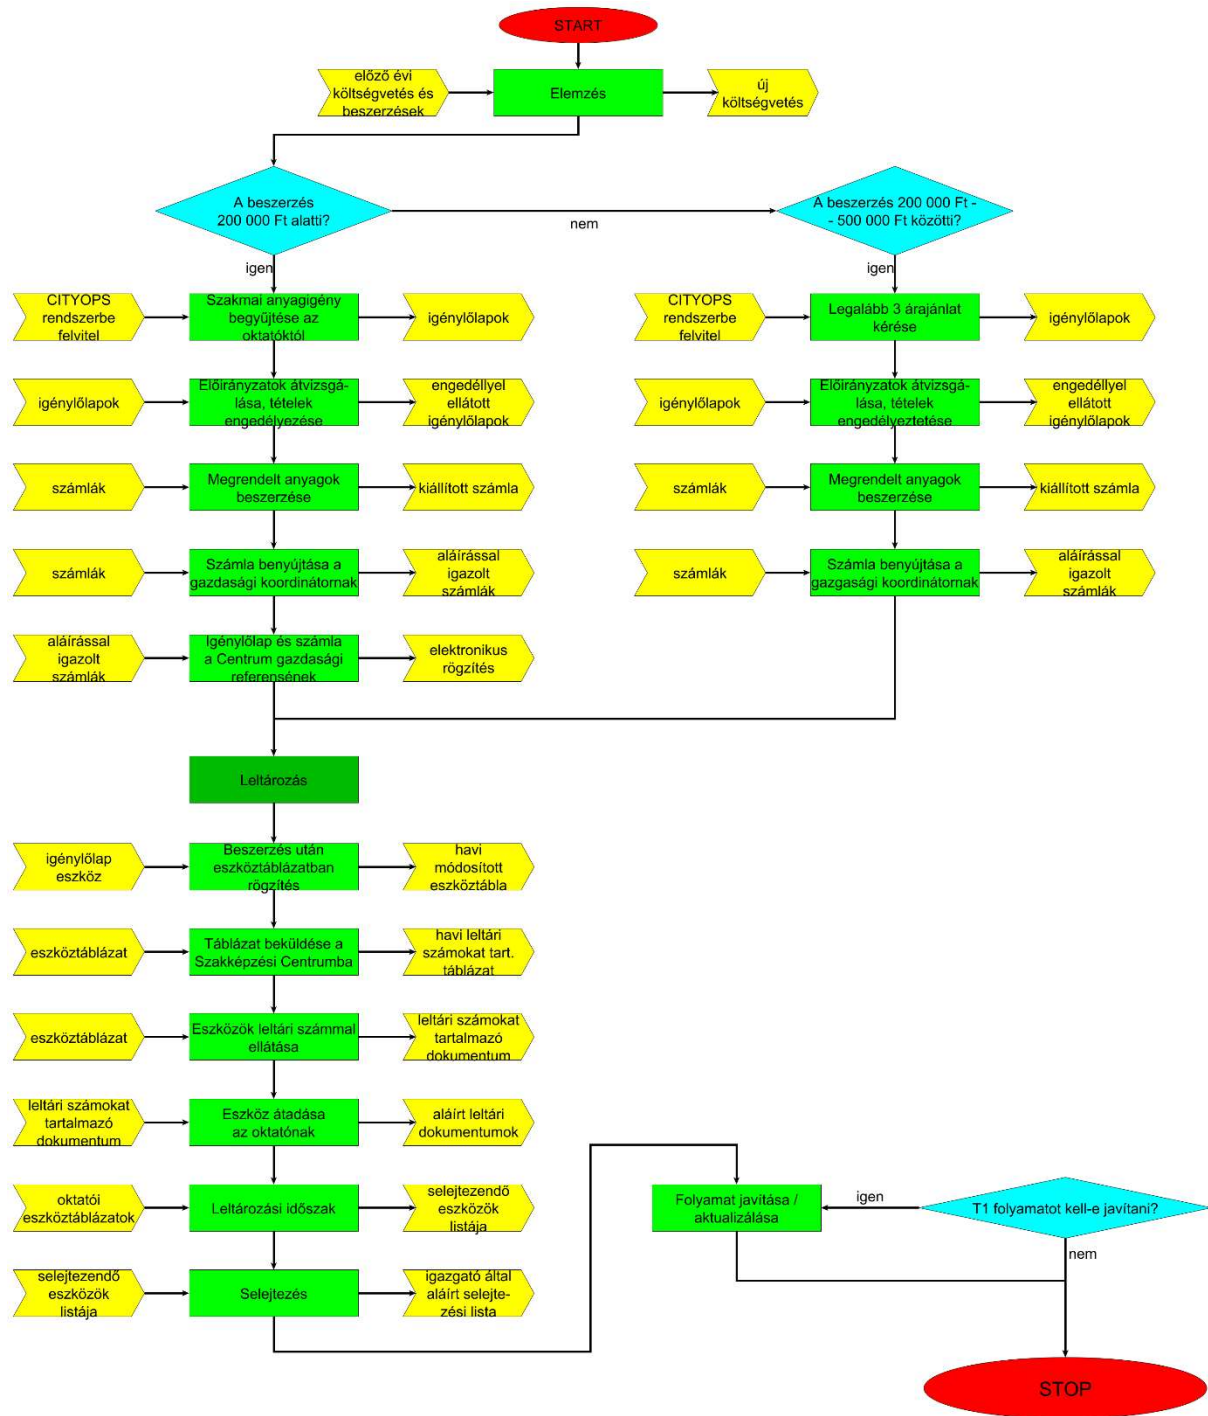 START
előző évi
költségvetés és
beszerzések
Elemzés
új
költségvetés
A beszerzés
200 000 Ft alatti?
nem
A beszerzés 200 000 Ft -
- 500 000 Ft közötti?
igen
igen
CITYOPS
rendszerbe
felvitel
Szakmai anyagigény
begyűjtése az
oktatóktól
igénylőlapok
CITYOPS
rendszerbe
felvitel
Legalább 3 árajánlat
kérése
igénylőlapok
igénylőlapok
Előirányzatok átvizsgá-
lása, tételek
engedélyezése
engedéllyel
ellátott
igénylőlapok
igénylőlapok
Előirányzatok átvizsgá-
lása, tételek
engedélyeztetése
engedéllyel
ellátott
igénylőlapok
számlák
Megrendelt anyagok
beszerzése
kiállított számla
számlák
Megrendelt anyagok
beszerzése
kiállított számla
számlák
Számla benyújtása a
gazdasági koordinátornak
aláírással
igazolt
számlák
számlák
Számla benyújtása a
gazgasági koordinátornak
aláírással
igazolt
számlák
aláírással
igazolt
számlák
Igénylőlap és számla
a Centrum gazdasági
referensének
elektronikus
rögzítés
Leltározás
igénylőlap
eszköz
Beszerzés után
eszköztáblázatban
rögzítés
havi
módosított
eszköztábla
eszköztáblázat
Táblázat beküldése a
Szakképzési Centrumba
havi leltári
számokat tart.
táblázat
eszköztáblázat
Eszközök leltári számmal
ellátása
leltári számokat
tartalmazó
dokumentum
leltári számokat
tartalmazó
dokumentum
Eszköz átadása
az oktatónak
aláírt leltári
dokumentumok
oktatói
eszköztáblázatok
Leltározási időszak
selejtezendő
eszközök
listája
Folyamat javítása /
aktualizálása
igen
T1 folyamatot kell-e javítani?
nem
selejtezendő
eszközök
listája
Selejtezés
igazgató által
aláírt selejte-
zési lista
STOP